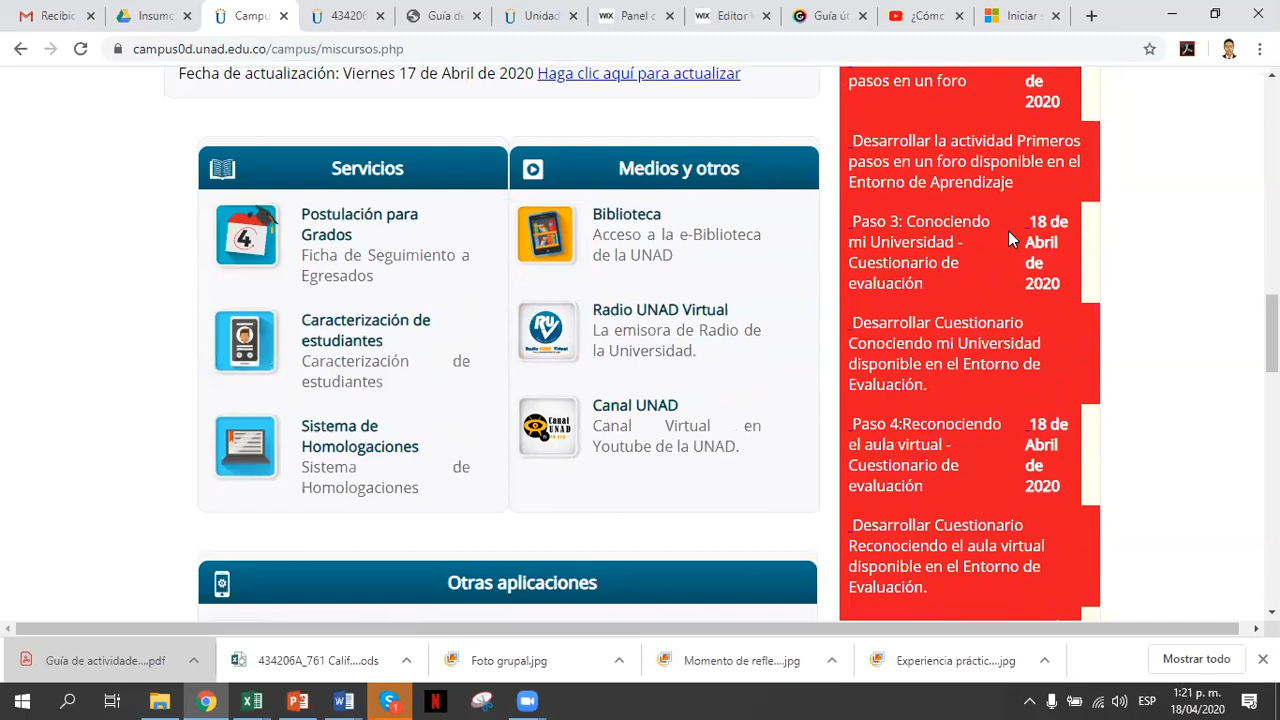 Recibic
Insumo
Campu
434206
Guía de
Unidad
Panel c
Editor V
Guía út
¿Cómc
Iniciar s
campus0d.unad.edu.co/campus/miscursos.php
Fecha de actualización: Viernes 17 de Abril de 2020 Haga clic aquí para actualizar
Servicios
Postulación para
Grados
Ficha de Seguimiento a
Egresados
Caracterización de
estudiantes
Caracterización de
estudiantes
Sistema de
Homologaciones
Sistema de
Homologaciones
Medios y otros
Biblioteca
Acceso a la e-Biblioteca
de la UNAD
Radio UNAD Virtual
La emisora de Radio de
la Universidad.
Canal UNAD
Canal Virtual en
Youtube de la UNAD.
Otras aplicaciones
pasos en un foro
de
2020
Desarrollar la actividad Primeros
pasos en un foro disponible en el
Entorno de Aprendizaje
Paso 3: Conociendo
mi Universidad -
Cuestionario de
evaluación
18 de
Abril
de
2020
Desarrollar Cuestionario
Conociendo mi Universidad
disponible en el Entorno de
Evaluación.
Paso 4:Reconociendo
el aula virtual -
Cuestionario de
evaluación
18 de
Abril
de
2020
Desarrollar Cuestionario
Reconociendo el aula virtual
disponible en el Entorno de
Evaluación.
Guía de actividade....pdf
434206A_761 Calif....ods
Foto grupal.jpg
Momento de refle....jpg
Experiencia práctic....jpg
Mostrar todo
ESP
1:21 p. m.
18/04/2020